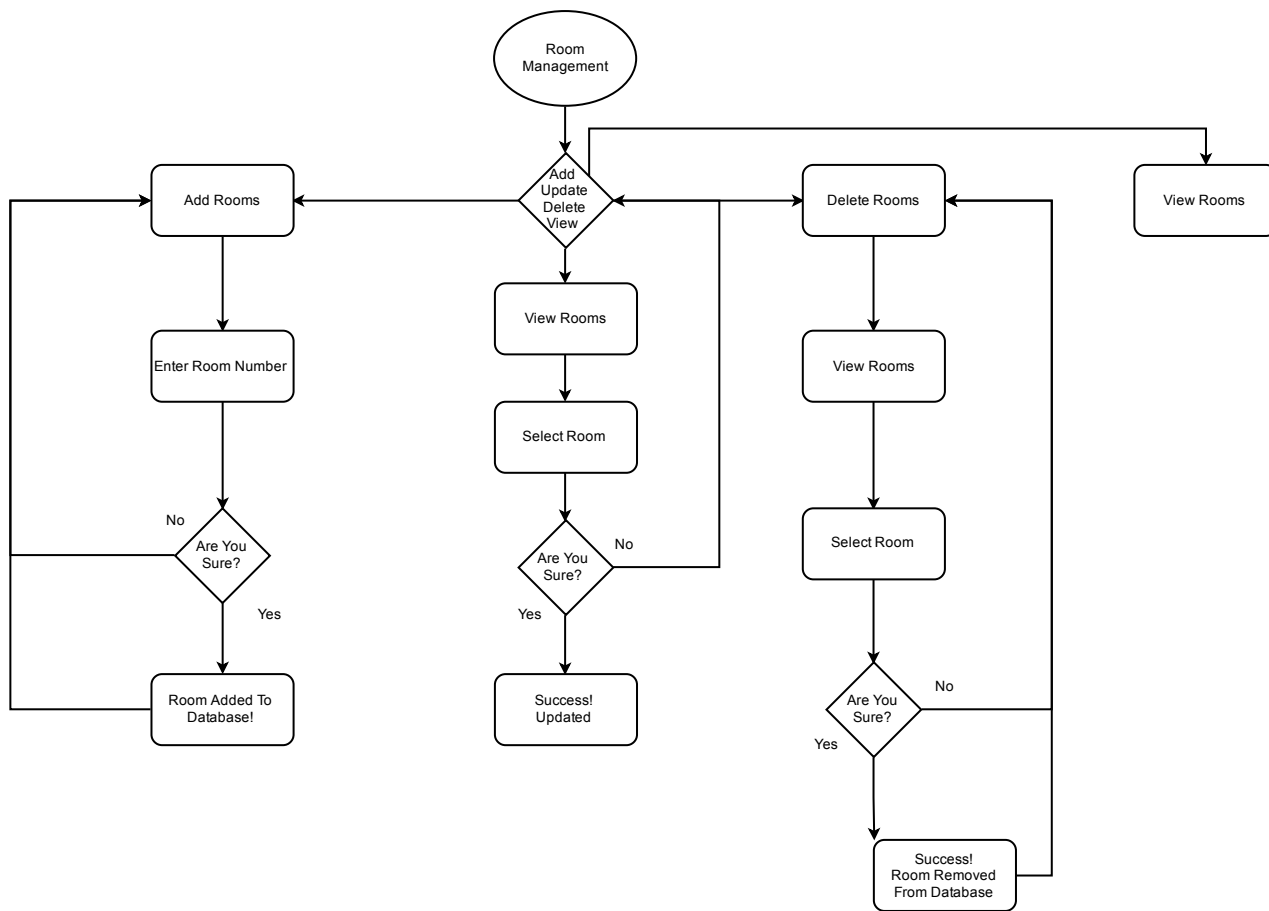 Room
Management
Add
Update
Delete
View
Add Rooms
Delete Rooms
View Rooms
View Rooms
Enter Room Number
View Rooms
Select Room
Select Room
No
Are You
Sure?
Yes
No
Are You
Sure?
Yes
Room Added To
Database!
Success!
Updated
No
Are You
Sure?
Yes
Success!
Room Removed
From Database